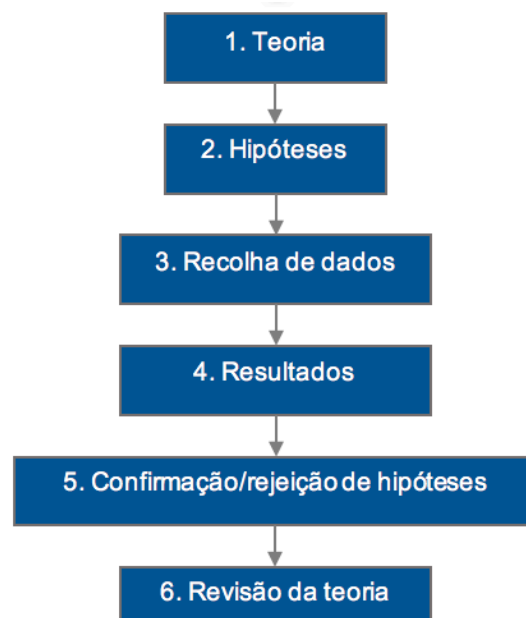 1. Teoria
2. Hipóteses
3. Recolha de dados
4. Resultados
5. Confirmação/rejeição de hipóteses
6. Revisão da teoria